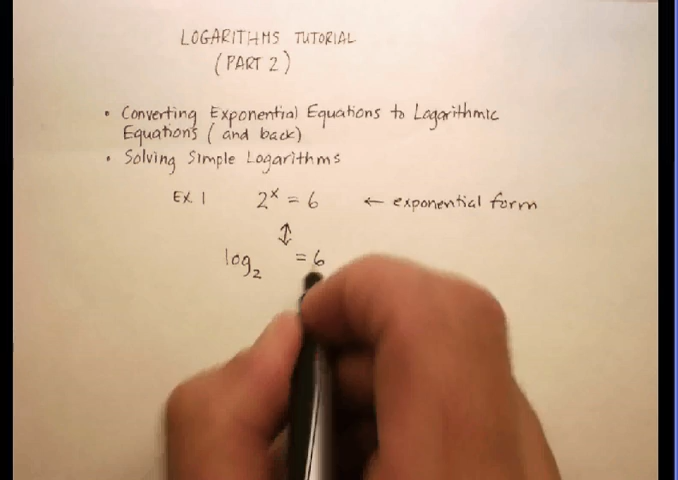 LOGARITHMS TUTORIAL
(PART 2)
• Converting Exponential Equations to Logarithmic
Equations (and back)
• Solving Simple Logarithms
EX. 1 2ˣ = 6 ← exponential form
↕
log₂ = 6